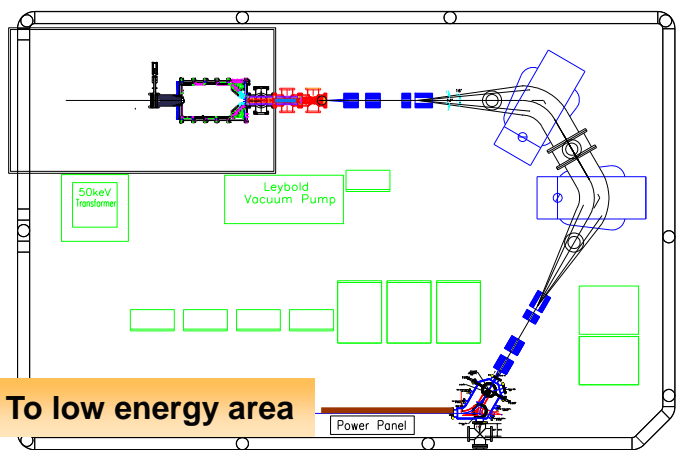 50keV
Transformer
Leybold
Vacuum Pump
To low energy area
Power Panel